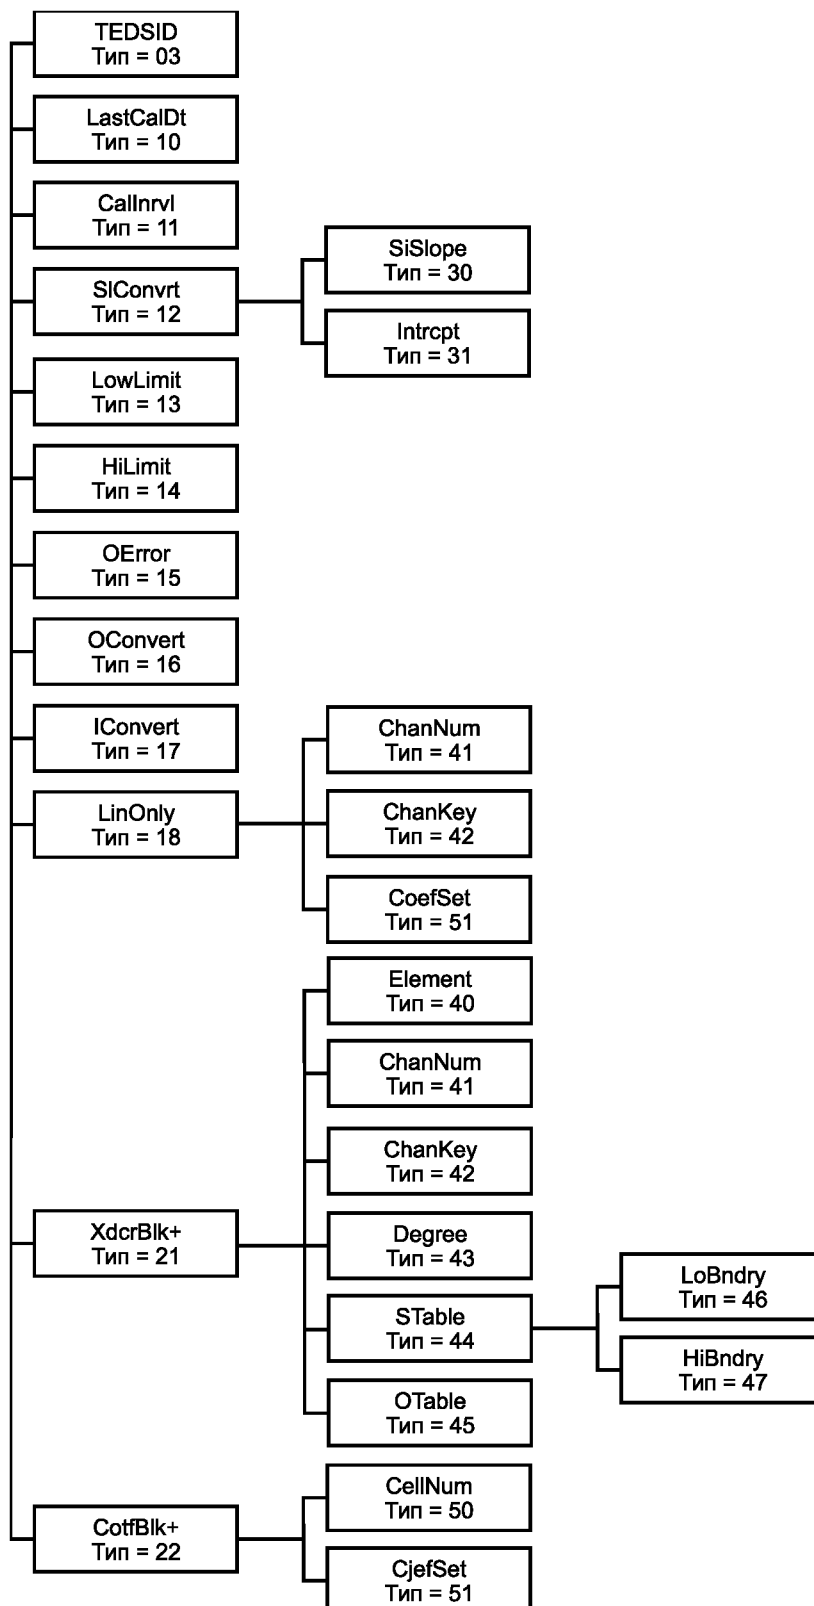 TEDSID
Тип = 03
LastCalDt
Тип = 10
CalInrvl
Тип = 11
SIConvrt
Тип = 12
SiSlope
Тип = 30
Intrcpt
Тип = 31
LowLimit
Тип = 13
HiLimit
Тип = 14
OError
Тип = 15
OConvert
Тип = 16
IConvert
Тип = 17
LinOnly
Тип = 18
ChanNum
Тип = 41
ChanKey
Тип = 42
CoefSet
Тип = 51
XdcrBlk+
Тип = 21
Element
Тип = 40
ChanNum
Тип = 41
ChanKey
Тип = 42
Degree
Тип = 43
STable
Тип = 44
LoBndry
Тип = 46
HiBndry
Тип = 47
OTable
Тип = 45
CotfBlk+
Тип = 22
CellNum
Тип = 50
CjefSet
Тип = 51